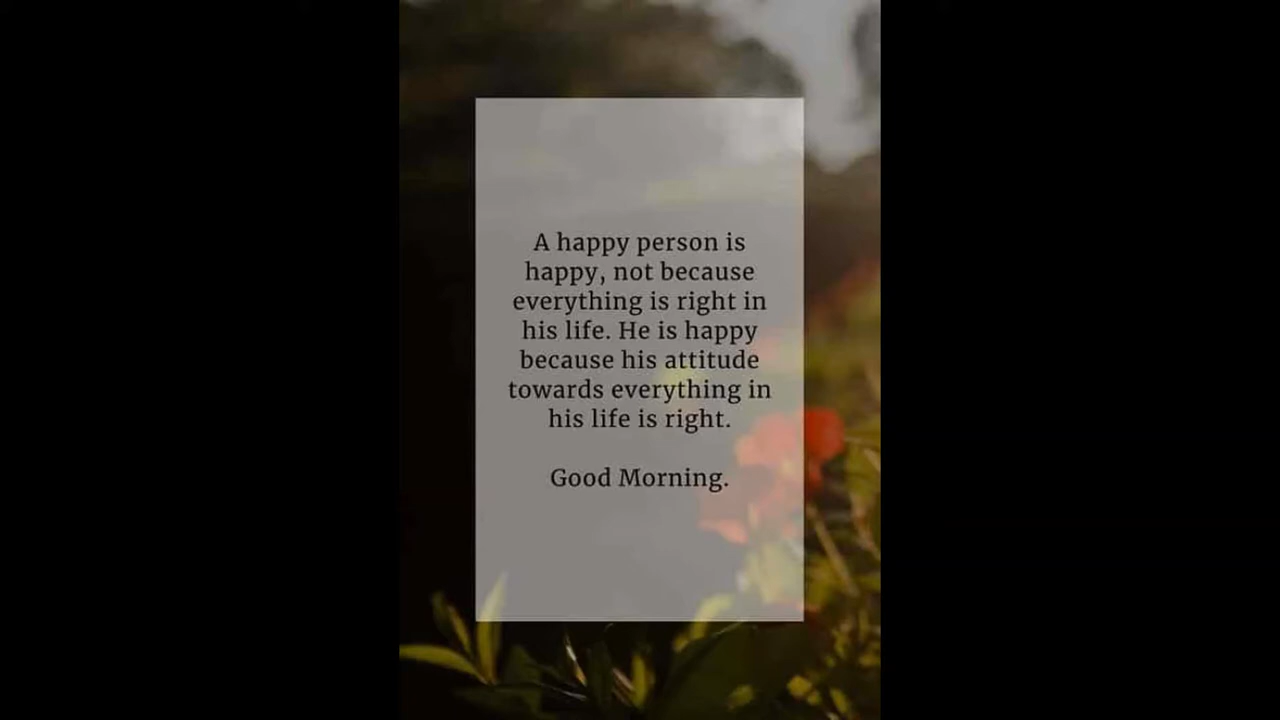 A happy person is
happy, not because
everything is right in
his life. He is happy
because his attitude
towards everything in
his life is right.
Good Morning.